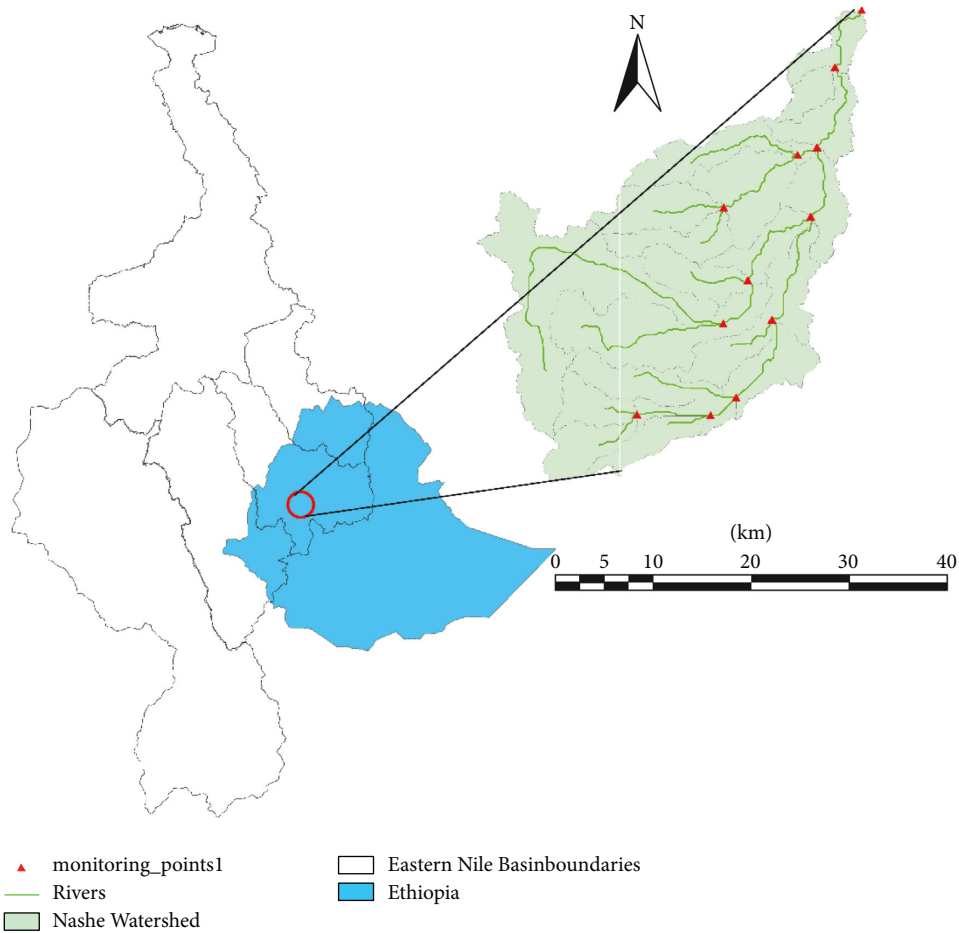 N
(km)
0 5 10 20 30 40
monitoring_points1
Rivers
Nashe Watershed
Eastern Nile Basinboundaries
Ethiopia